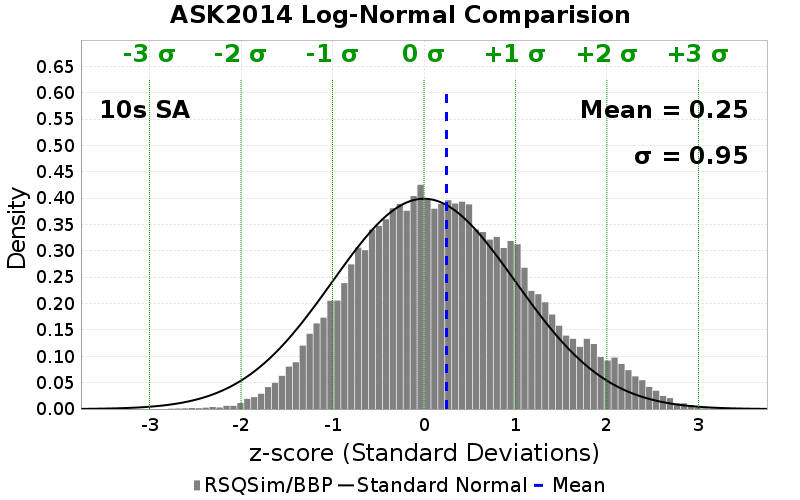 ASK2014 Log-Normal Comparision
-3 σ -2 σ -1 σ 0 σ +1 σ +2 σ +3 σ
10s SA
Mean = 0.25
σ = 0.95
Density
0.65
0.60
0.55
0.50
0.45
0.40
0.35
0.30
0.25
0.20
0.15
0.10
0.05
0.00
-3 -2 -1 0 1 2 3
z-score (Standard Deviations)
RSQSim/BBP Standard Normal Mean